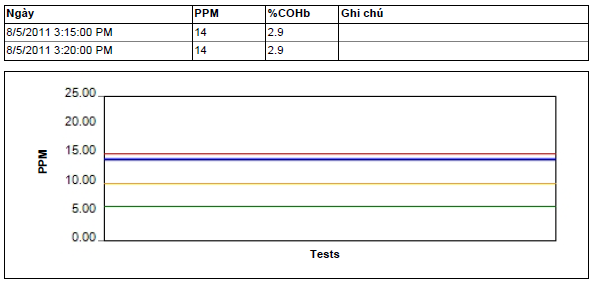 Ngày PPM %COHb Ghi chú
8/5/2011 3:15:00 PM 14 2.9
8/5/2011 3:20:00 PM 14 2.9
25.00
20.00
15.00
10.00
5.00
0.00
PPM
Tests